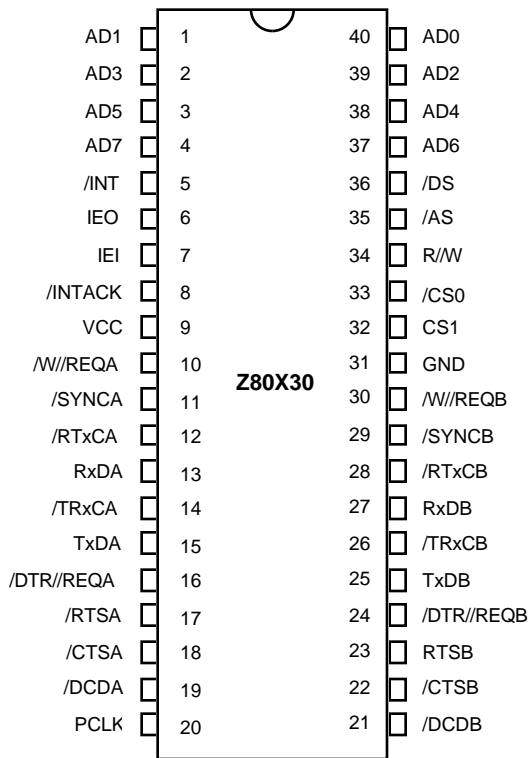 AD1 1 40 AD0
AD3 2 39 AD2
AD5 3 38 AD4
AD7 4 37 AD6
/INT 5 36 /DS
IEO 6 35 /AS
IEI 7 34 R//W
/INTACK 8 33 /CS0
VCC 9 32 CS1
/W//REQA 10 31 GND
Z80X30
/SYNCA 11 30 /W//REQB
/RTxCA 12 29 /SYNCB
RxDA 13 28 /RTxCB
/TRxCA 14 27 RxDB
TxDA 15 26 /TRxCB
/DTR//REQA 16 25 TxDB
/RTSA 17 24 /DTR//REQB
/CTSA 18 23 RTSB
/DCDA 19 22 /CTSB
PCLK 20 21 /DCDB